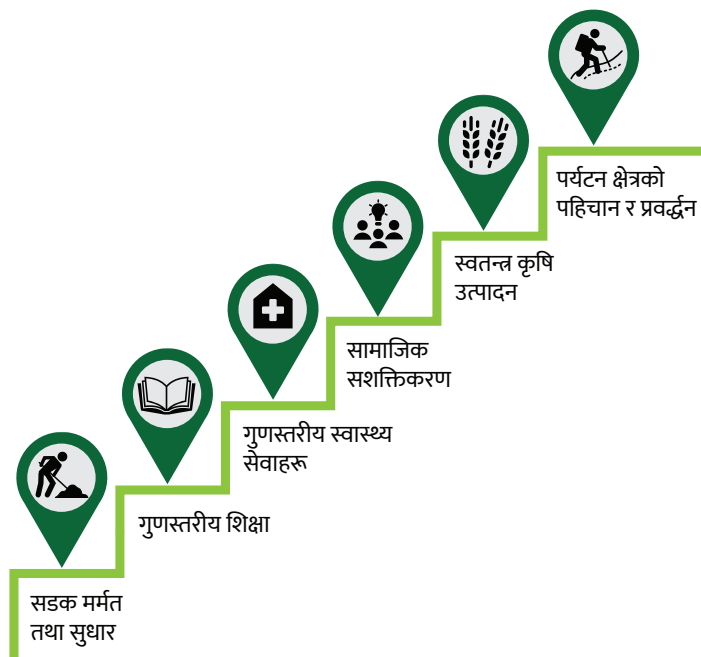 पर्यटन क्षेत्रको
पहिचान र प्रवर्द्धन
स्वतन्त्र कृषि
उत्पादन
सामाजिक
सशक्तिकरण
गुणस्तरीय स्वास्थ्य
सेवाहरू
गुणस्तरीय शिक्षा
सडक मर्मत
तथा सुधार